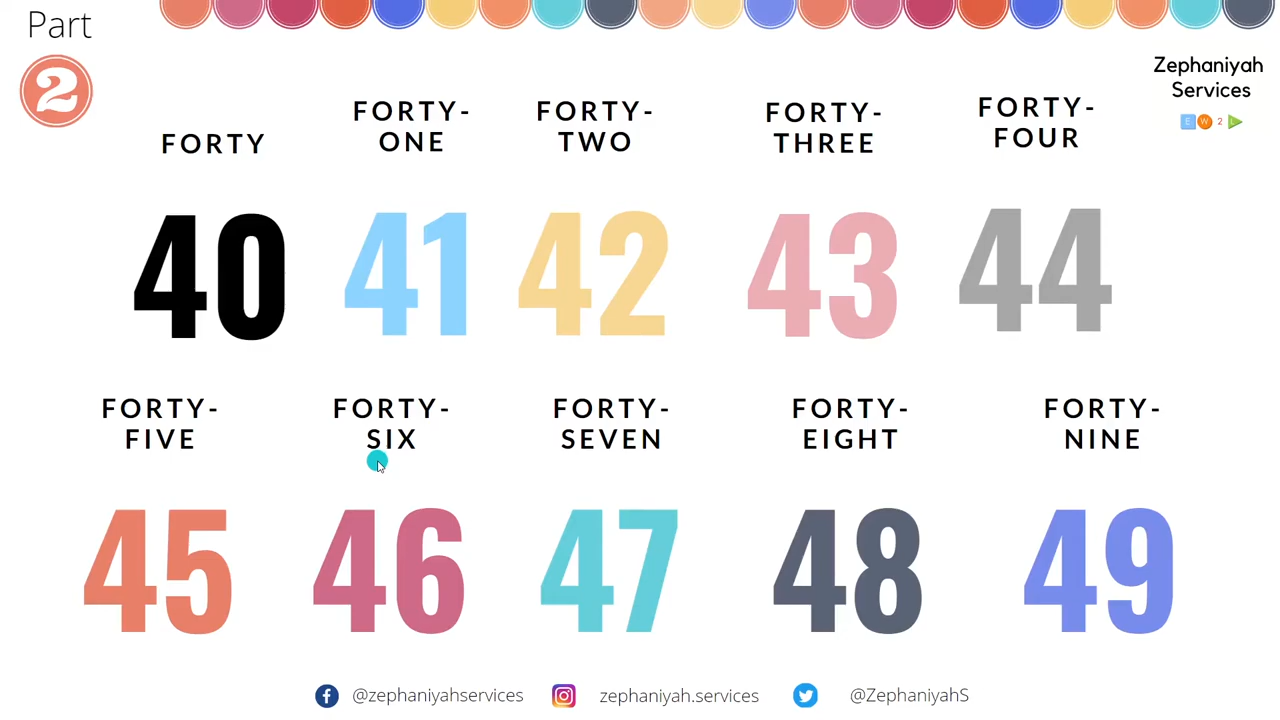 Part
2
Zephaniyah
Services
E W 2 L
FORTY
FORTY-
ONE
FORTY-
TWO
FORTY-
THREE
FORTY-
FOUR
40
41
42
43
44
FORTY-
FIVE
FORTY-
SIX
FORTY-
SEVEN
FORTY-
EIGHT
FORTY-
NINE
45
46
47
48
49
@zephaniyahservices
zephaniyah.services
@ZephaniyahS